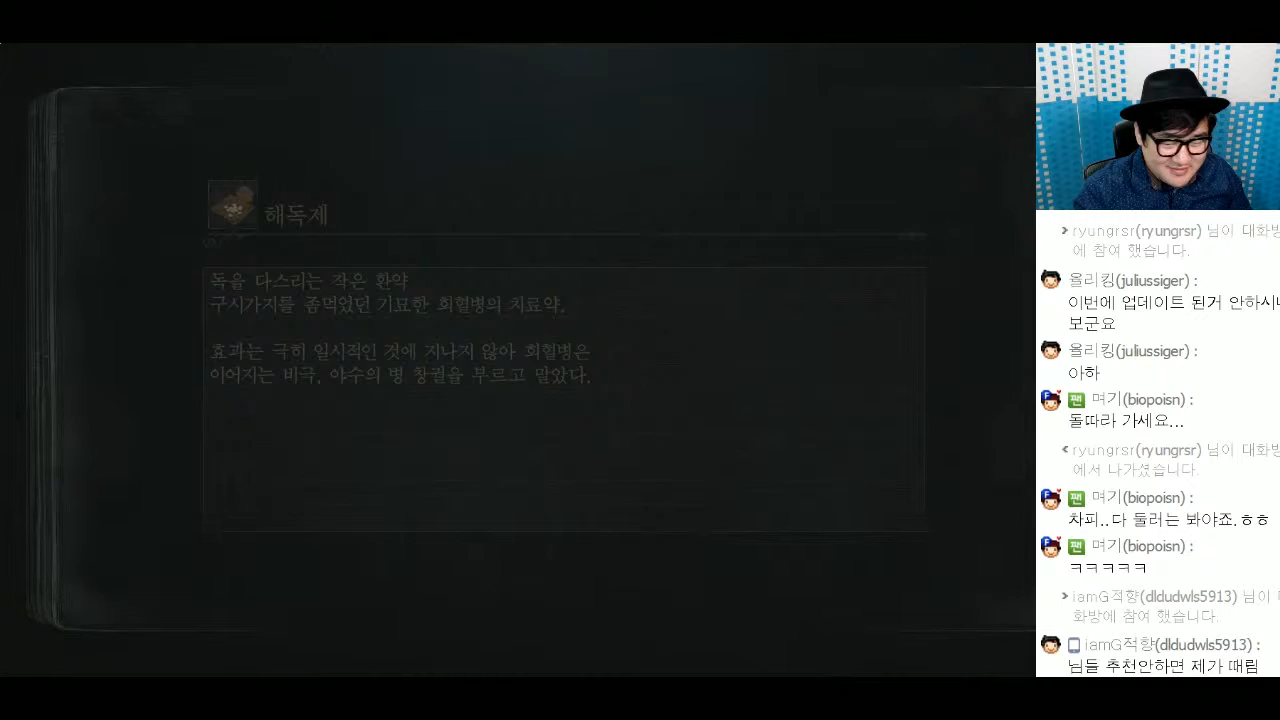 해독제
독을 다스리는 작은 환약
구시가지를 좀먹었던 기묘한 회혈병의 치료약.
효과는 극히 일시적인 것에 지나지 않아 회혈병은
이어지는 비극, 야수의 병 창궐을 부르고 말았다.
ryungrsr(ryungrsr) 님이 대화방
에 참여 했습니다.
율리킹(juliussiger) :
이번에 업데이트 된거 안하시나
보군요
율리킹(juliussiger) :
아하
팬 며기(biopoisn) :
돌따라 가세요...
ryungrsr(ryungrsr) 님이 대화방
에서 나가셨습니다.
팬 며기(biopoisn) :
차피..다 둘러는 봐야죠.ㅎㅎ
팬 며기(biopoisn) :
ㅋㅋㅋㅋㅋ
iamG적향(dldudwls5913) 님이 대
화방에 참여 했습니다.
iamG적향(dldudwls5913) :
님들 추천안하면 제가 때림